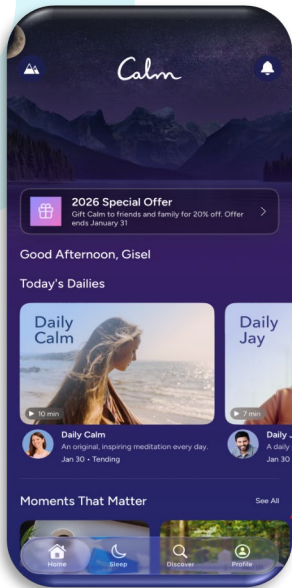 Calm
2026 Special Offer
Gift Calm to friends and family for 20% off. Offer
ends January 31
Good Afternoon, Gisel
Today's Dailies
Daily
Calm
10 min
Daily
Jay
7 min
Daily Calm
An original, inspiring meditation every day.
Jan 30 • Tending
Daily J
A daily
Jan 30
Moments That Matter
See All
Home
Sleep
Discover
Profile